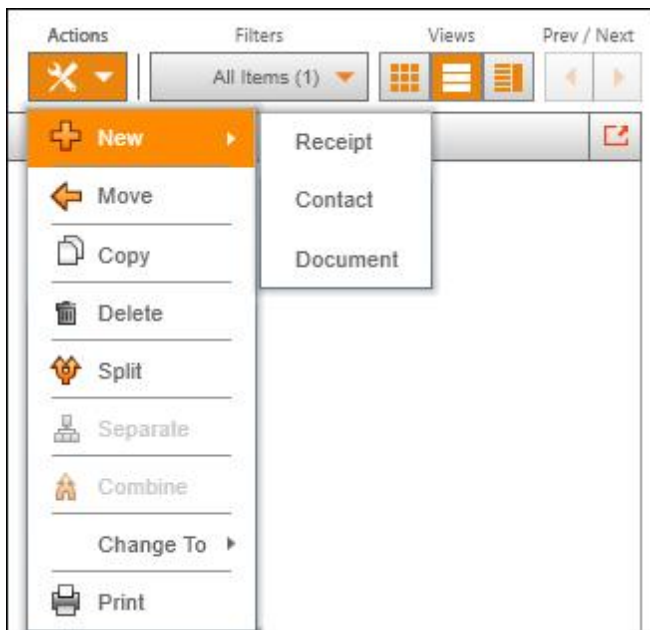 Actions Filters Views Prev / Next
All Items (1)
New
Receipt
Move
Contact
Copy
Document
Delete
Split
Separate
Combine
Change To
Print